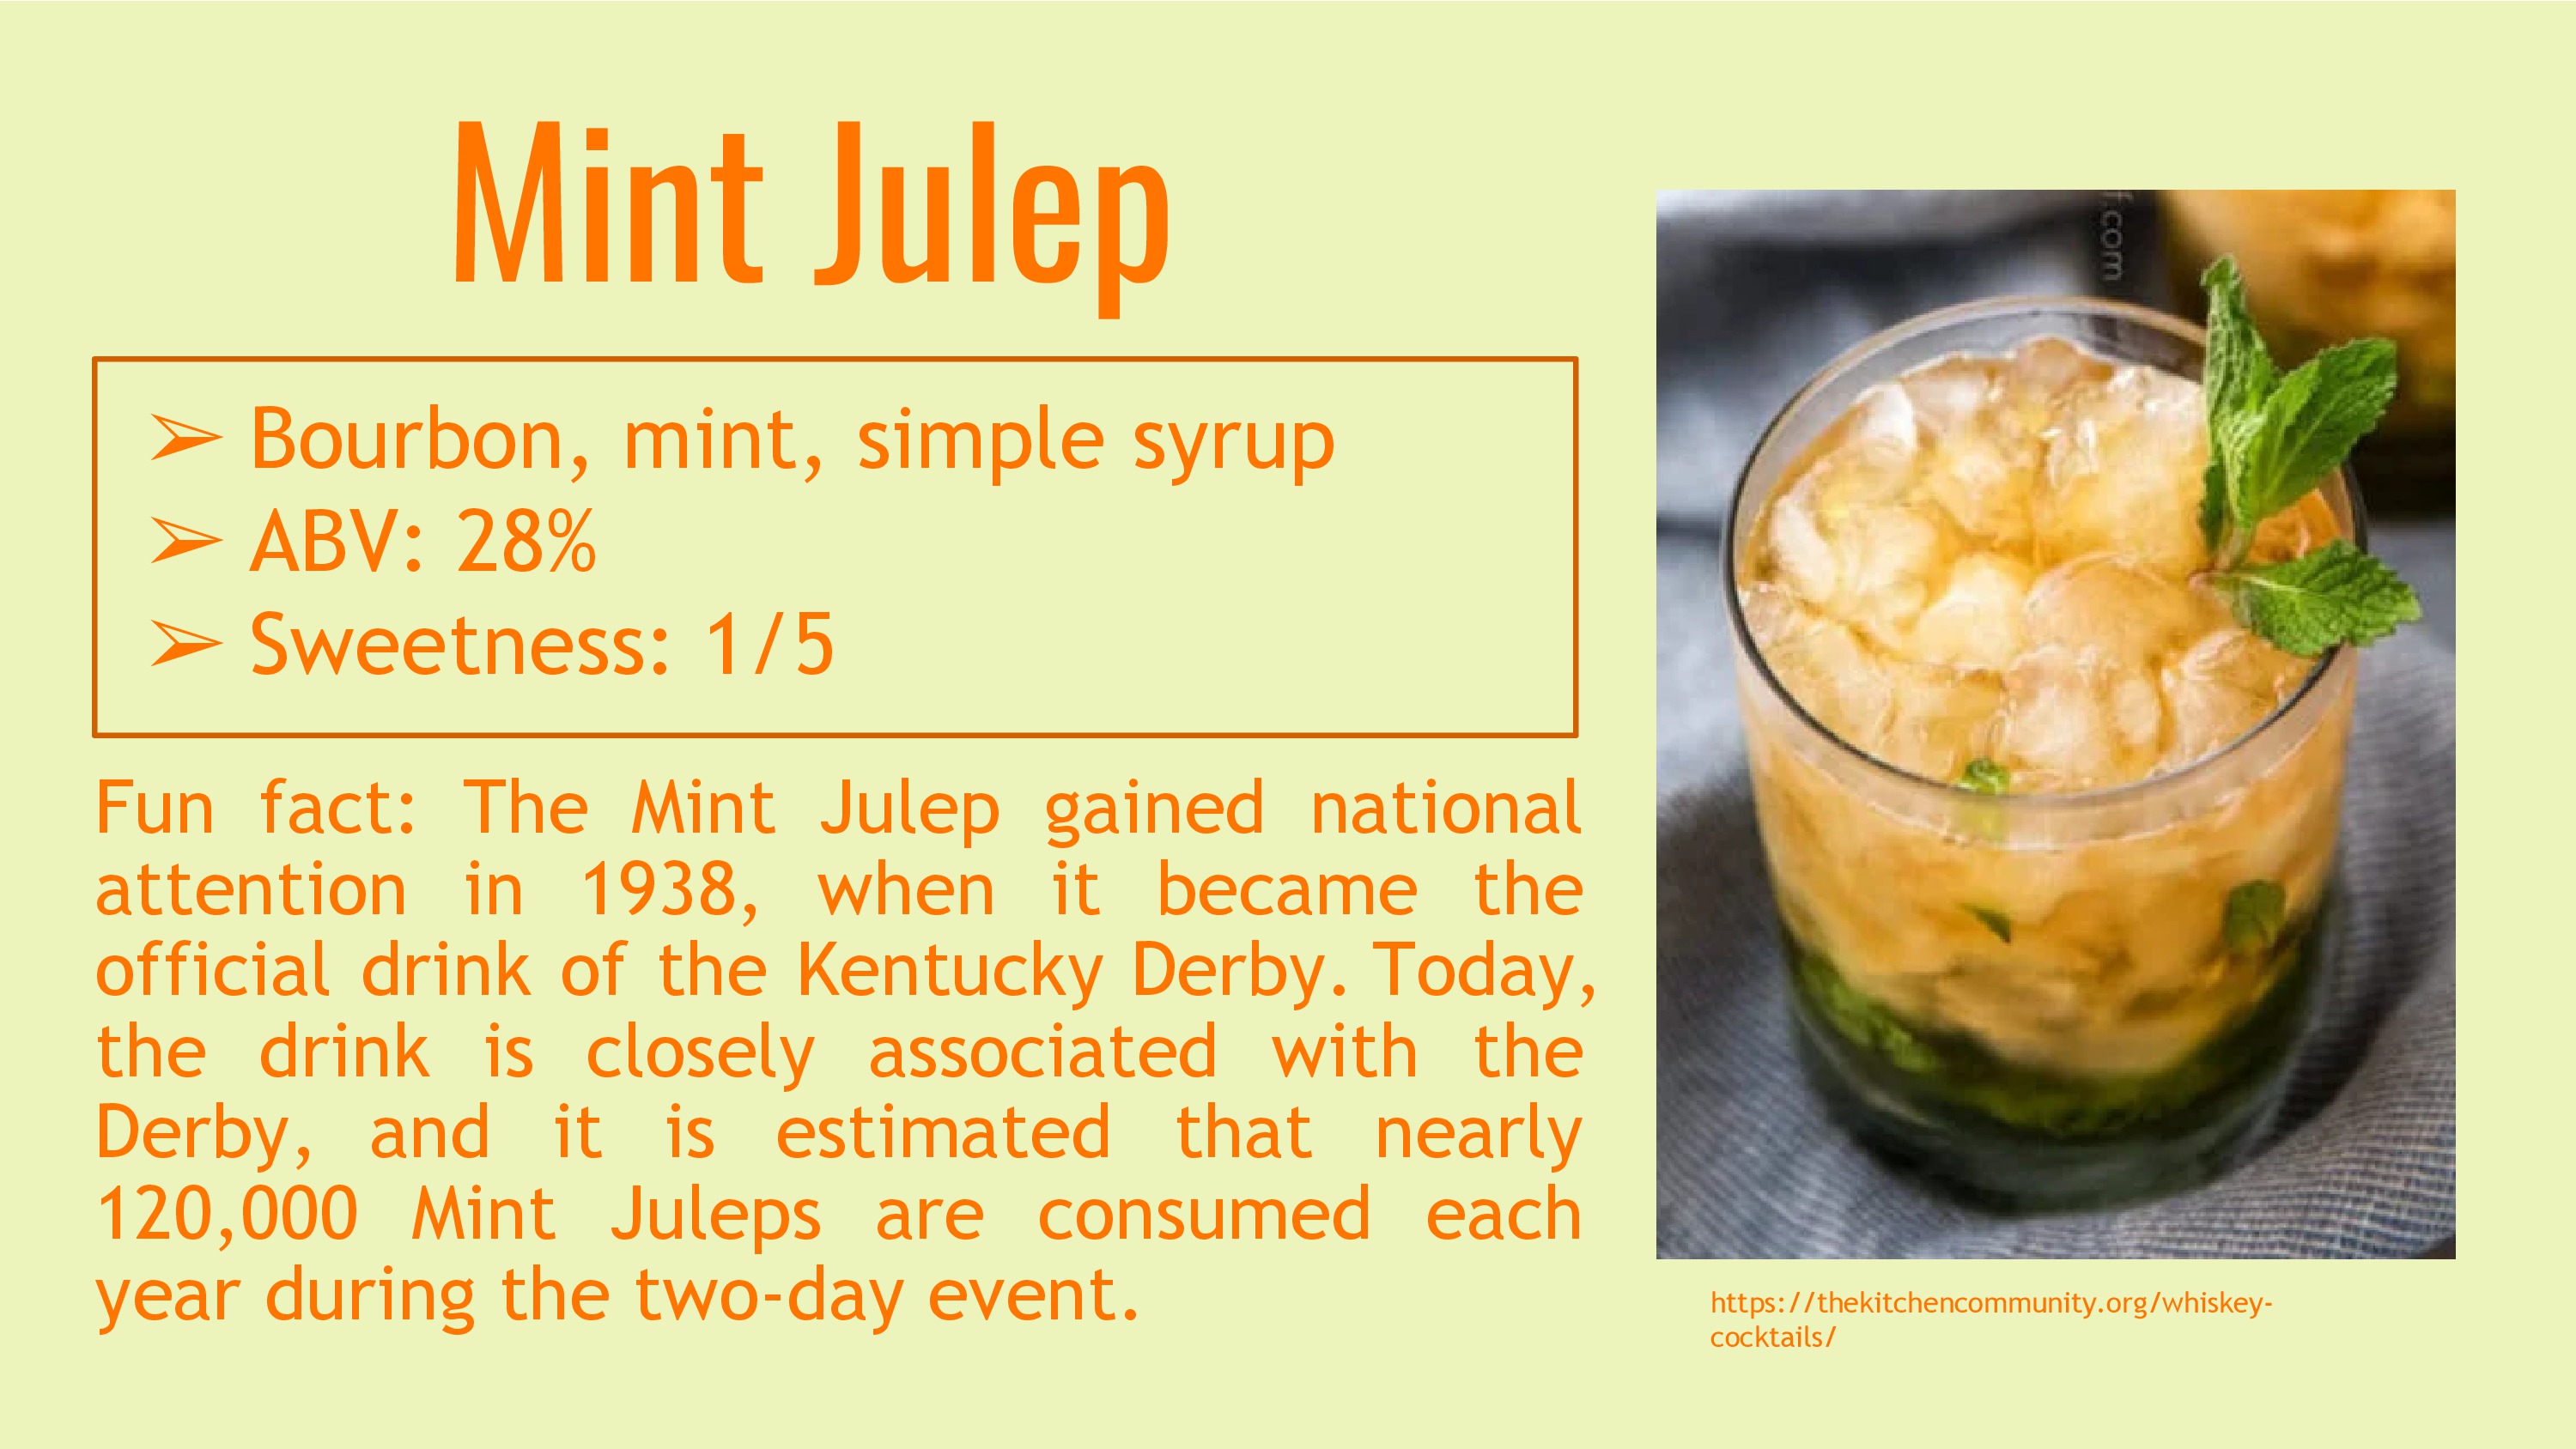 Mint Julep
➢ Bourbon, mint, simple syrup
➢ ABV: 28%
➢ Sweetness: 1/5
Fun fact: The Mint Julep gained national
attention in 1938, when it became the
official drink of the Kentucky Derby. Today,
the drink is closely associated with the
Derby, and it is estimated that nearly
120,000 Mint Juleps are consumed each
year during the two-day event.
f.com
https://thekitchencommunity.org/whiskey-
cocktails/